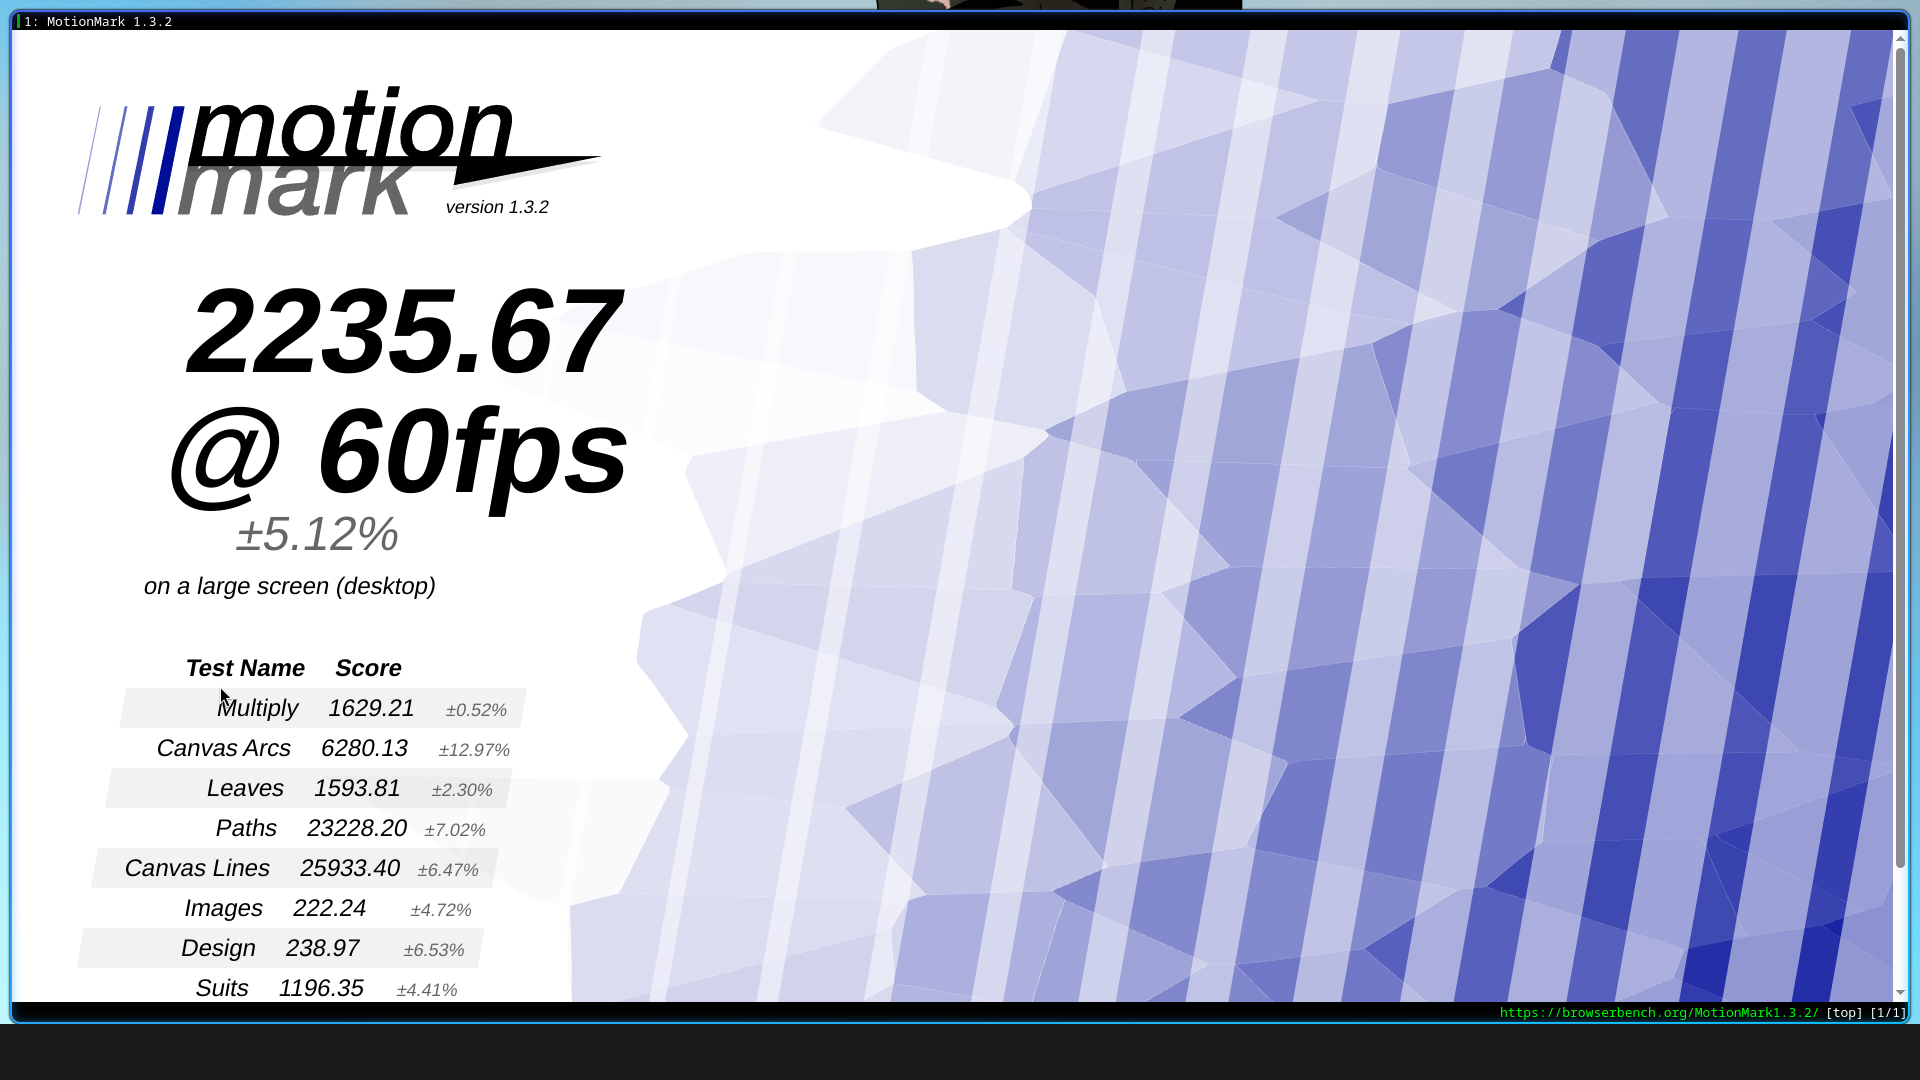 1: MotionMark 1.3.2
motion
mark
version 1.3.2
2235.67
@ 60fps
±5.12%
on a large screen (desktop)
Test Name Score
Multiply 1629.21 ±0.52%
Canvas Arcs 6280.13 ±12.97%
Leaves 1593.81 ±2.30%
Paths 23228.20 ±7.02%
Canvas Lines 25933.40 ±6.47%
Images 222.24 ±4.72%
Design 238.97 ±6.53%
Suits 1196.35 ±4.41%
https://browserbench.org/MotionMark1.3.2/ [top] [1/1]